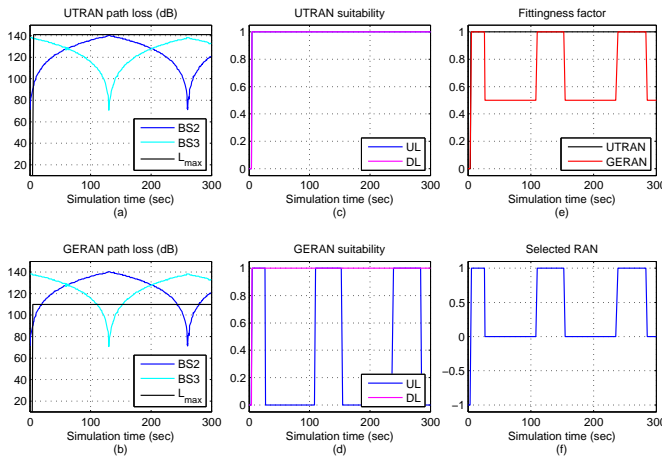 UTRAN path loss (dB)
140
120
100
80
60
40
20
BS2
BS3
L_max
0
100
200
300
Simulation time (sec)
(a)
UTRAN suitability
1
0.8
0.6
0.4
0.2
0
UL
DL
0
100
200
300
Simulation time (sec)
(c)
Fittingness factor
1
0.8
0.6
0.4
0.2
0
UTRAN
GERAN
0
100
200
300
Simulation time (sec)
(e)
GERAN path loss (dB)
140
120
100
80
60
40
20
BS2
BS3
L_max
0
100
200
300
Simulation time (sec)
(b)
GERAN suitability
1
0.8
0.6
0.4
0.2
0
UL
DL
0
100
200
300
Simulation time (sec)
(d)
Selected RAN
1
0.5
0
−0.5
−1
0
100
200
300
Simulation time (sec)
(f)